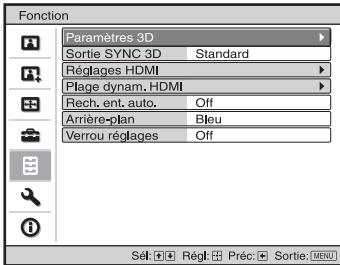 Fonction
Paramètres 3D
Sortie SYNC 3D Standard
Réglages HDMI
Plage dynam. HDMI
Rech. ent. auto. Off
Arrière-plan Bleu
Verrou réglages Off
Sél: Régl: Préc: Sortie: MENU